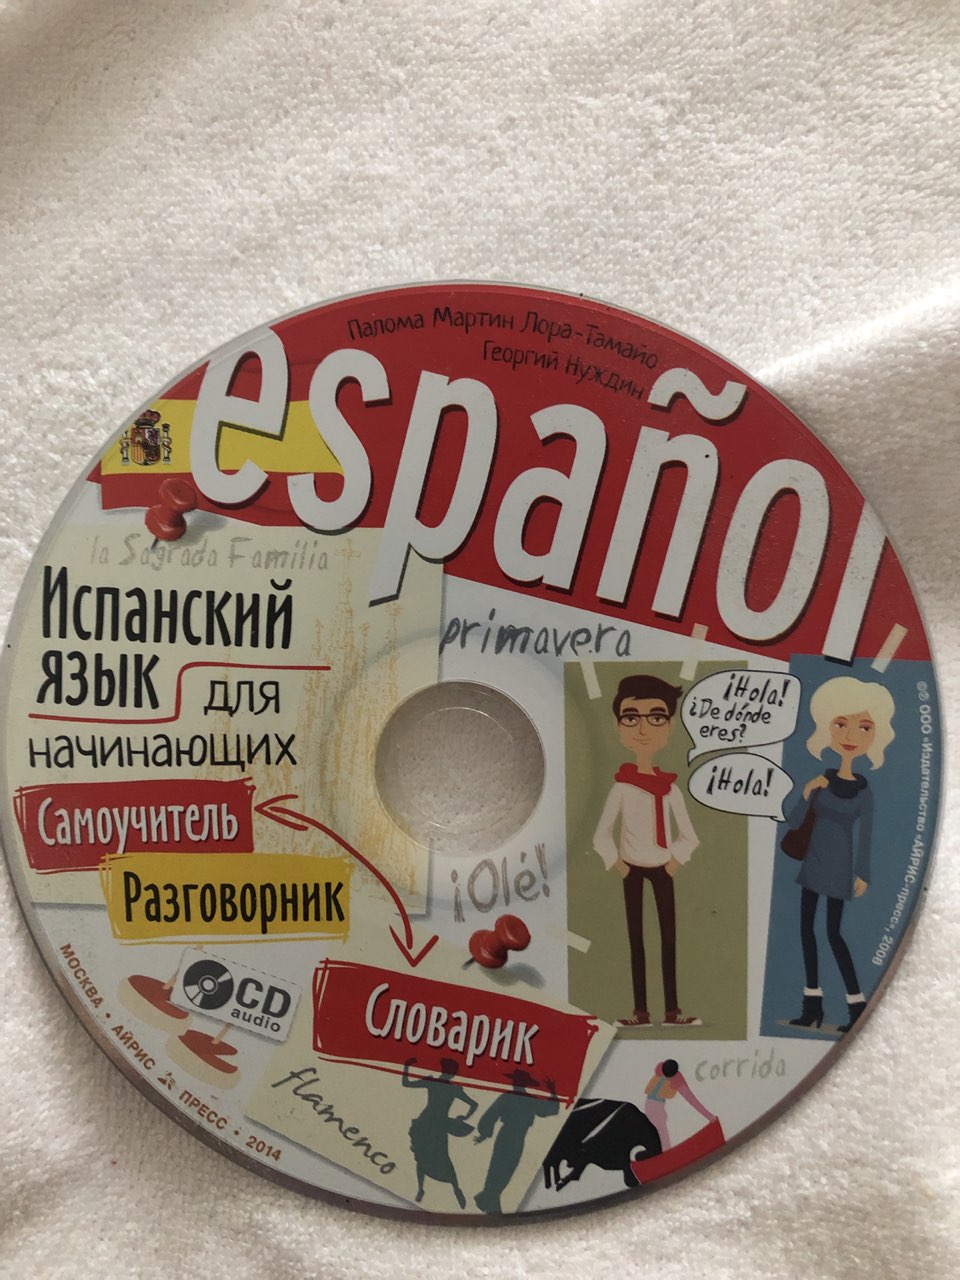 Палома Мартин Лора-Тамайо
Георгий Нуждин
español
la Sagrada Familia
Испанский
язык для
начинающих
primavera
¡Hola!
¿De dónde
eres?
¡Hola!
Самоучитель
Разговорник
¡Olé!
Словарик
CD
audio
flamenco
corrida
МОСКВА • АЙРИС ПРЕСС • 2014
©℗ ООО «Издательство «АЙРИС-пресс», 2008